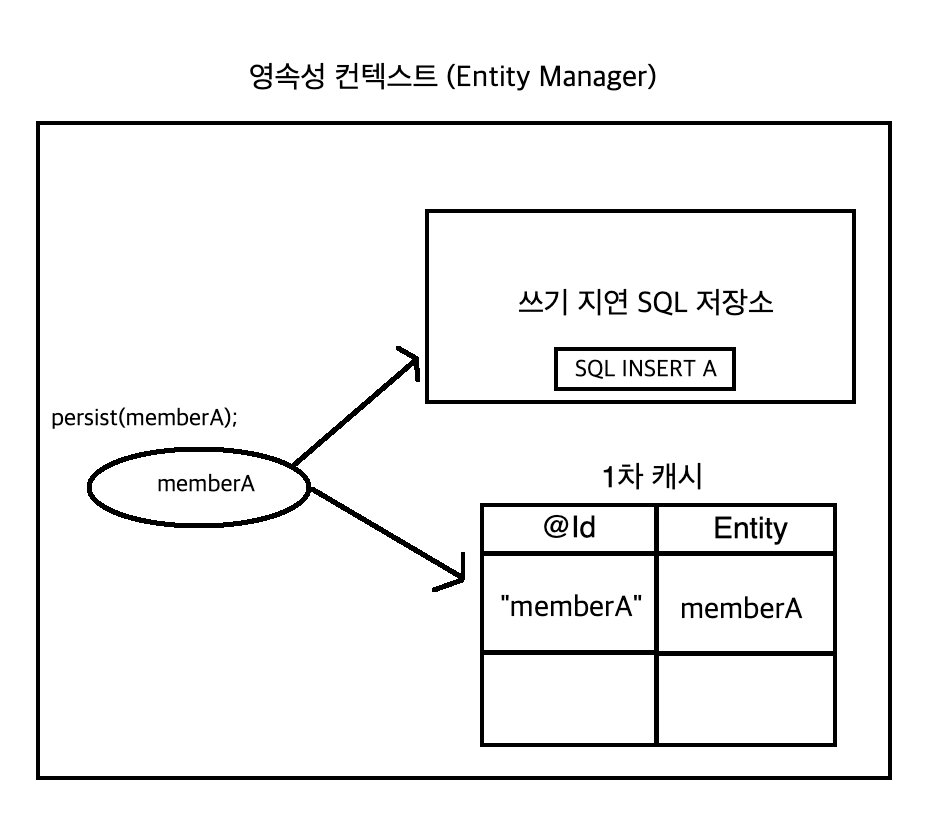 영속성 컨텍스트 (Entity Manager)
쓰기 지연 SQL 저장소
SQL INSERT A
persist(memberA);
memberA
1차 캐시
@Id Entity
"memberA" memberA